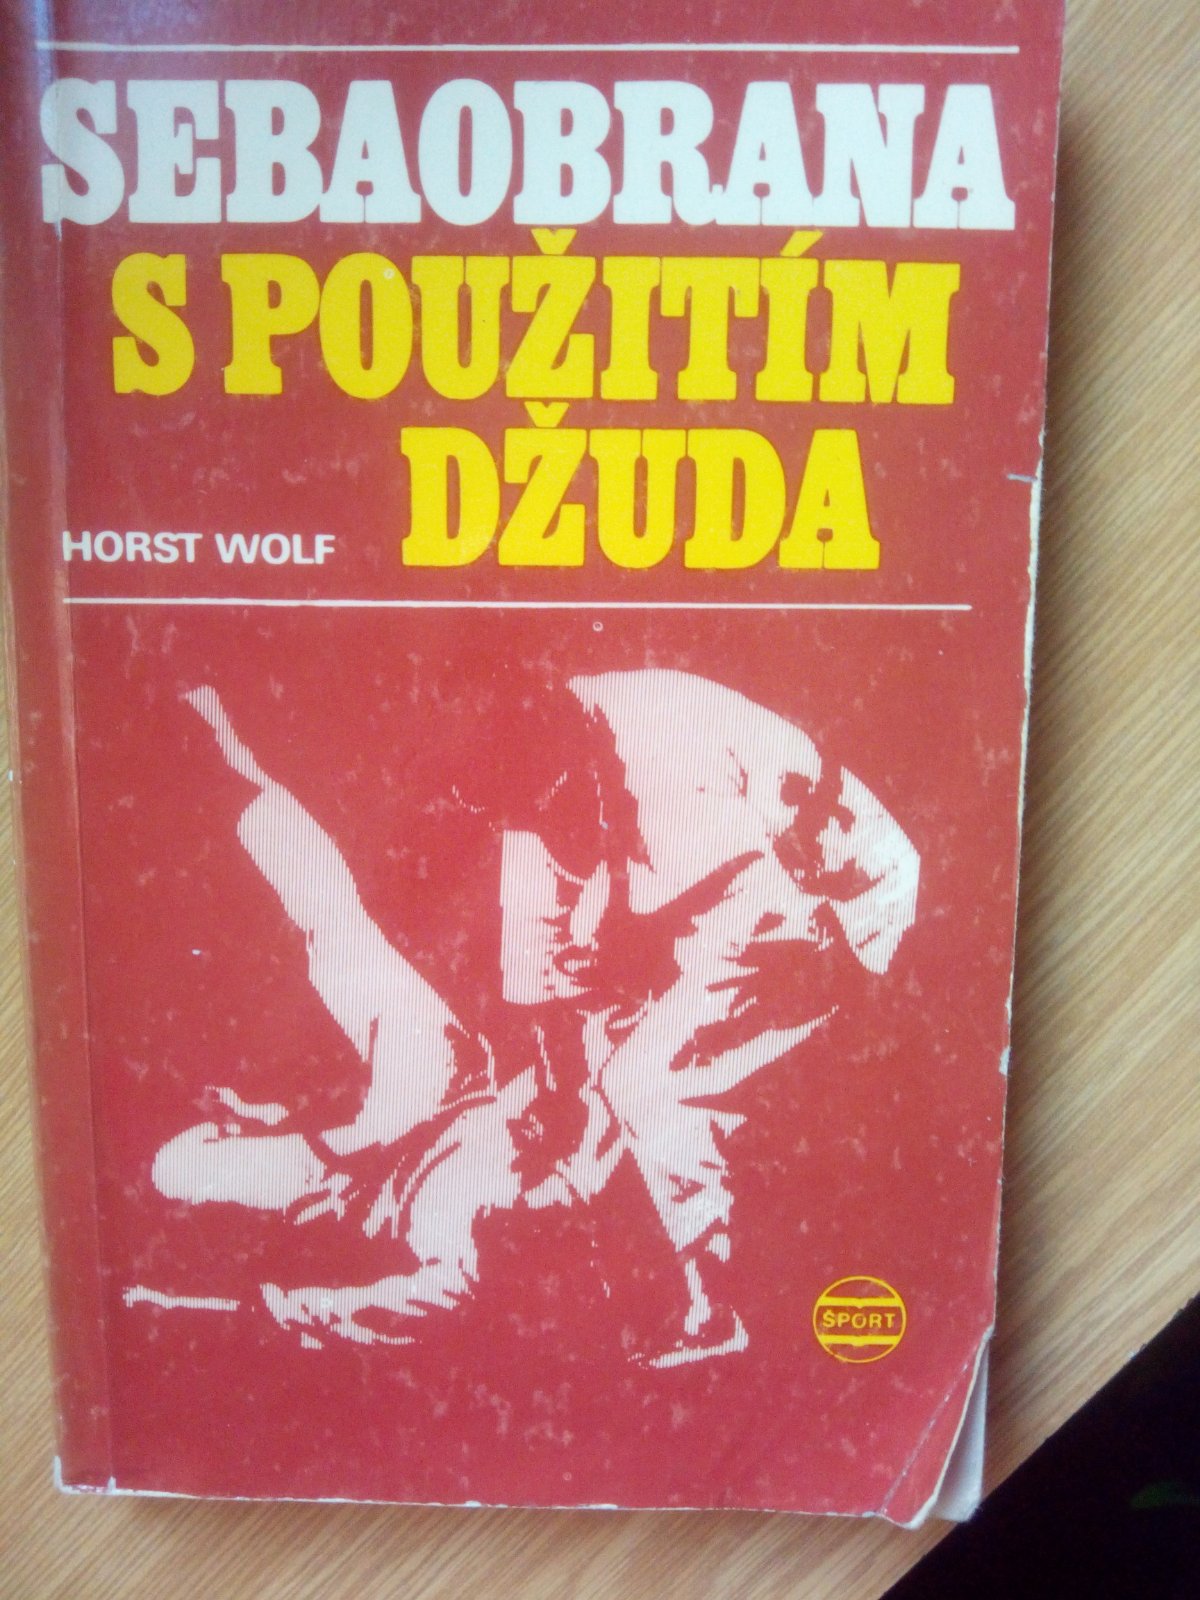 SEBAOBRANA
S POUŽITÍM
DŽUDA
HORST WOLF
ŠPORT